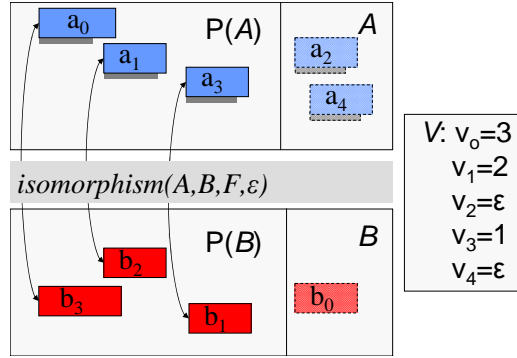 a₀ P(A) A
a₁ a₂
a₃ a₄
isomorphism(A,B,F,ε)
V: vₒ=3
v₁=2
v₂=ε
v₃=1
v₄=ε
P(B) B
b₂
b₃ b₀
b₁